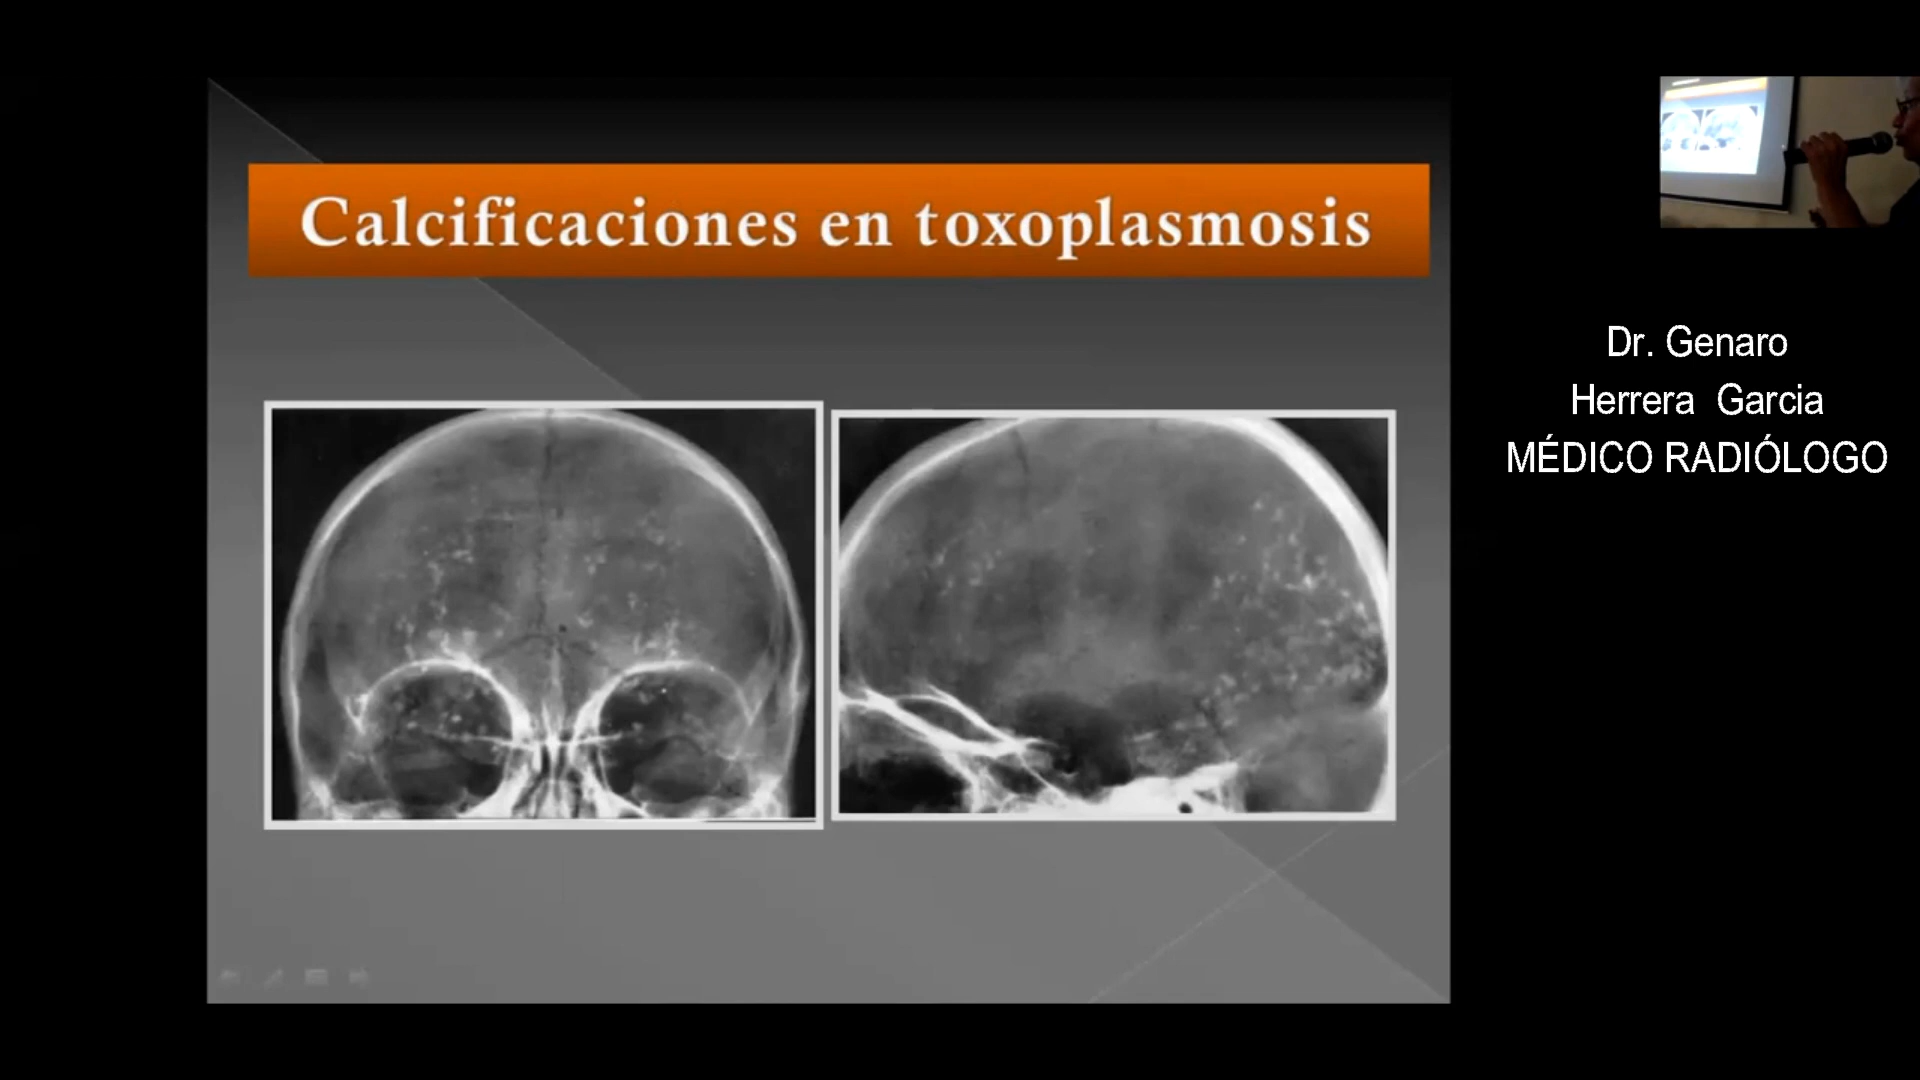 Calcificaciones en toxoplasmosis
Dr. Genaro
Herrera Garcia
MÉDICO RADIÓLOGO